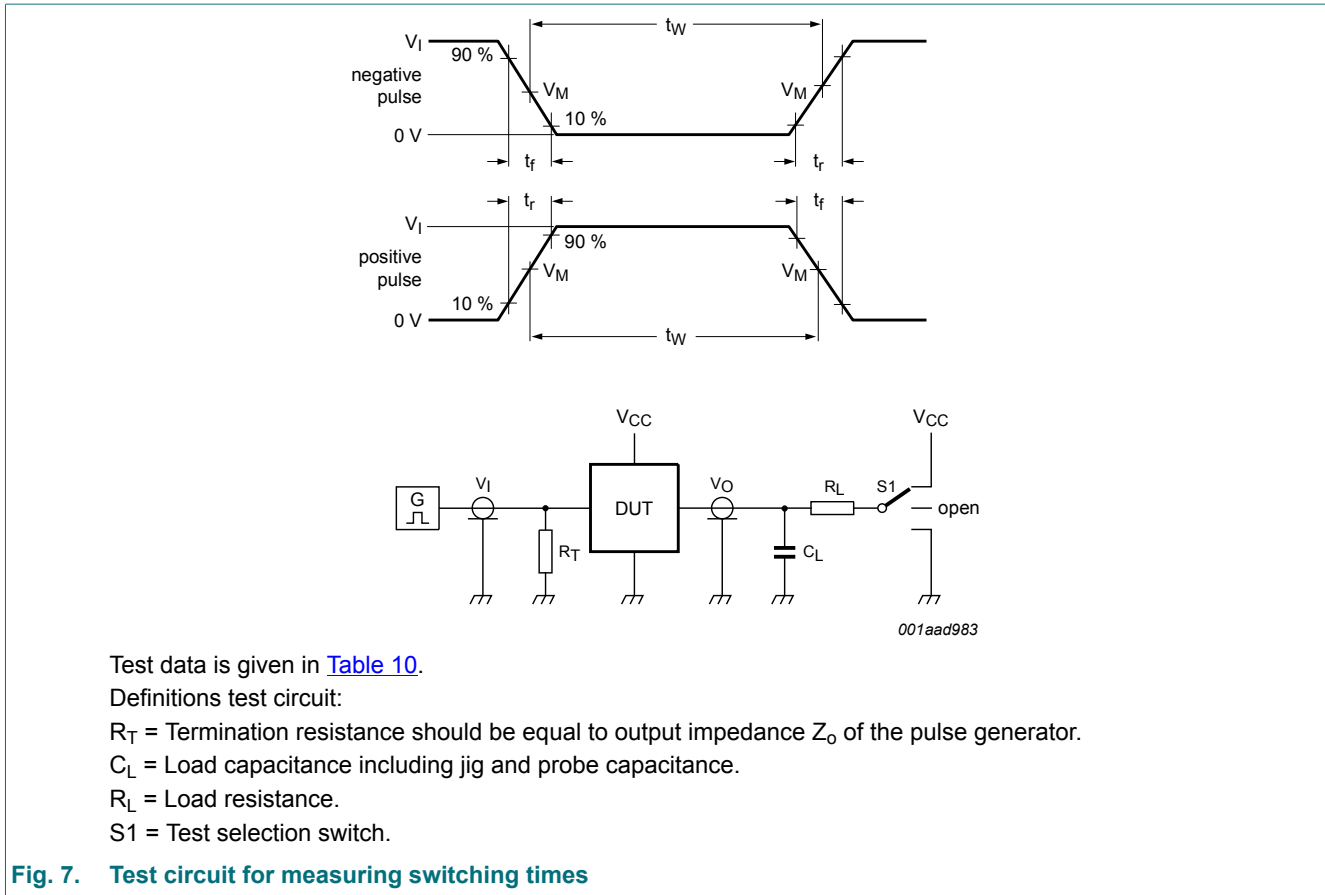 tW
VI
90 %
negative
pulse
VM
VM
10 %
0 V
tf
tr
tr
tf
VI
90 %
positive
pulse
VM
VM
10 %
0 V
tW
VCC
VCC
G
VI
DUT
VO
RL
S1
open
RT
CL
001aad983
Test data is given in Table 10.
Definitions test circuit:
RT = Termination resistance should be equal to output impedance Zo of the pulse generator.
CL = Load capacitance including jig and probe capacitance.
RL = Load resistance.
S1 = Test selection switch.
Fig. 7. Test circuit for measuring switching times